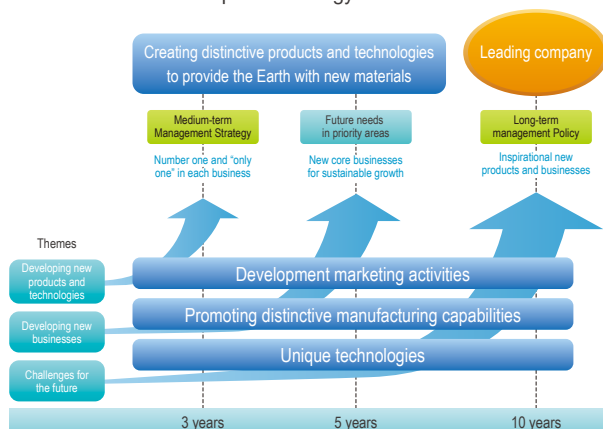 Creating distinctive products and technologies
to provide the Earth with new materials
Leading company
Medium-term
Management Strategy
Future needs
in priority areas
Long-term
management Policy
Number one and “only
one” in each business
New core businesses
for sustainable growth
Inspirational new
products and businesses
Themes
Developing new
products and
technologies
Development marketing activities
Developing new
businesses
Promoting distinctive manufacturing capabilities
Unique technologies
Challenges for
the future
3 years
5 years
10 years